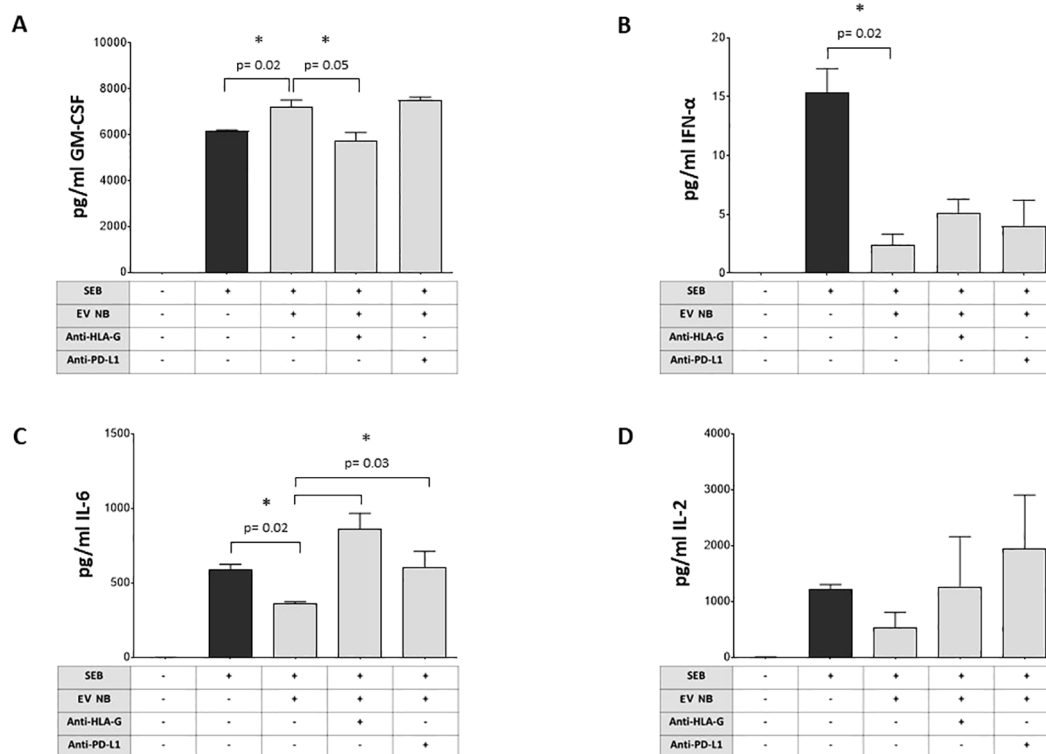 A
pg/ml GM-CSF
10000
8000
6000
4000
2000
0
* *
p= 0.02 p= 0.05
SEB - + + + +
EV NB - - + + +
Anti-HLA-G - - - + -
Anti-PD-L1 - - - - +
B
pg/ml IFN-α
20
15
10
5
0
*
p= 0.02
SEB - + + + +
EV NB - - + + +
Anti-HLA-G - - - + -
Anti-PD-L1 - - - - +
C
pg/ml IL-6
1500
1000
500
0
*
p= 0.03
*
p= 0.02
SEB - + + + +
EV NB - - + + +
Anti-HLA-G - - - + -
Anti-PD-L1 - - - - +
D
pg/ml IL-2
4000
3000
2000
1000
0
SEB - + + + +
EV NB - - + + +
Anti-HLA-G - - - + -
Anti-PD-L1 - - - - +